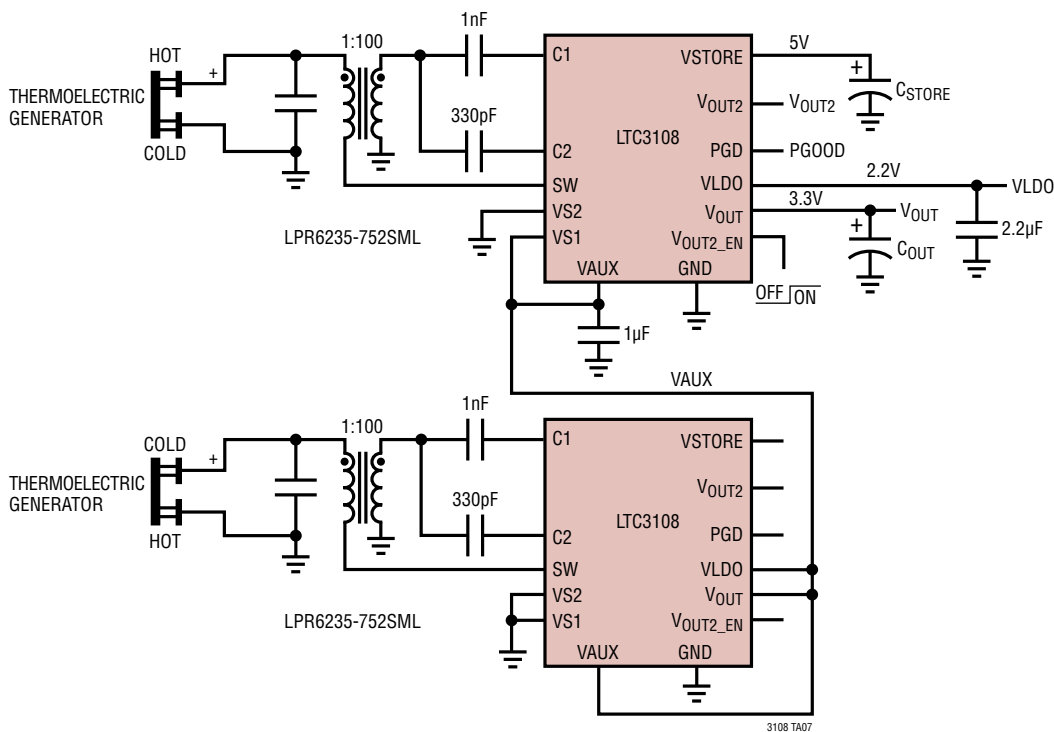 1nF
1:100
HOT
+
THERMOELECTRIC
GENERATOR
COLD
330pF
LPR6235-752SML
C1
C2
SW
VS2
VS1
VAUX
GND
LTC3108
VSTORE
VOUT2
PGD
VLDO
VOUT
VOUT2_EN
5V
+
CSTORE
VOUT2
PGOOD
2.2V
VLDO
3.3V
VOUT
+
COUT
2.2µF
OFF ON
1µF
VAUX
1nF
1:100
COLD
+
THERMOELECTRIC
GENERATOR
HOT
330pF
LPR6235-752SML
C1
C2
SW
VS2
VS1
VAUX
GND
LTC3108
VSTORE
VOUT2
PGD
VLDO
VOUT
VOUT2_EN
3108 TA07